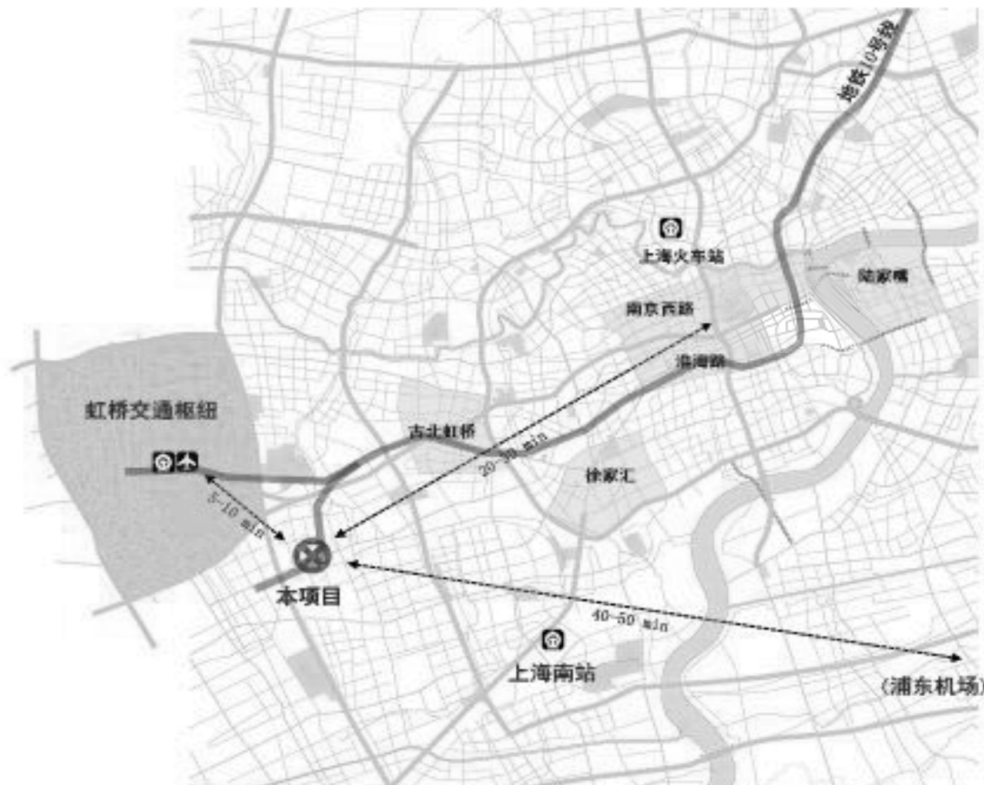 地铁10号线
上海火车站
陆家嘴
南京西路
淮海路
虹桥交通枢纽
古北虹桥
20-30 min
徐家汇
5-10 min
本项目
40-50 min
上海南站
(浦东机场)